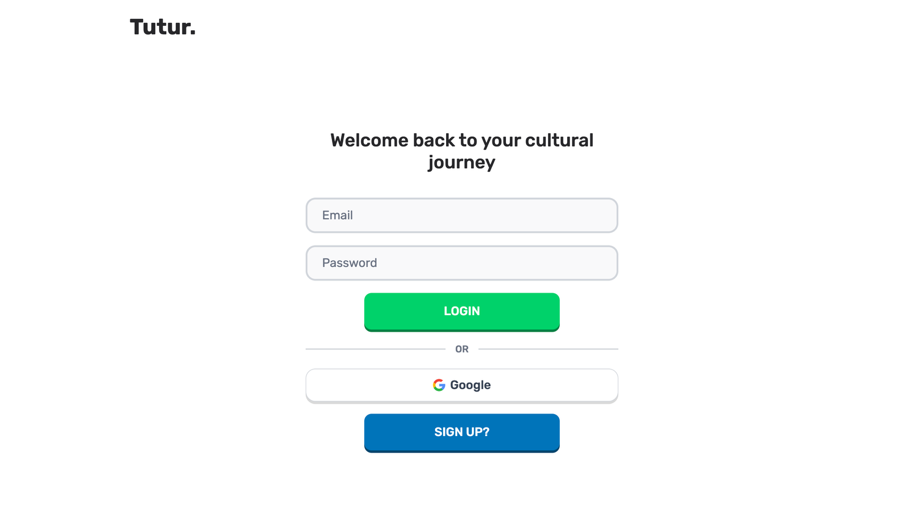 Tutur.
Welcome back to your cultural
journey
Email
Password
LOGIN
OR
Google
SIGN UP?